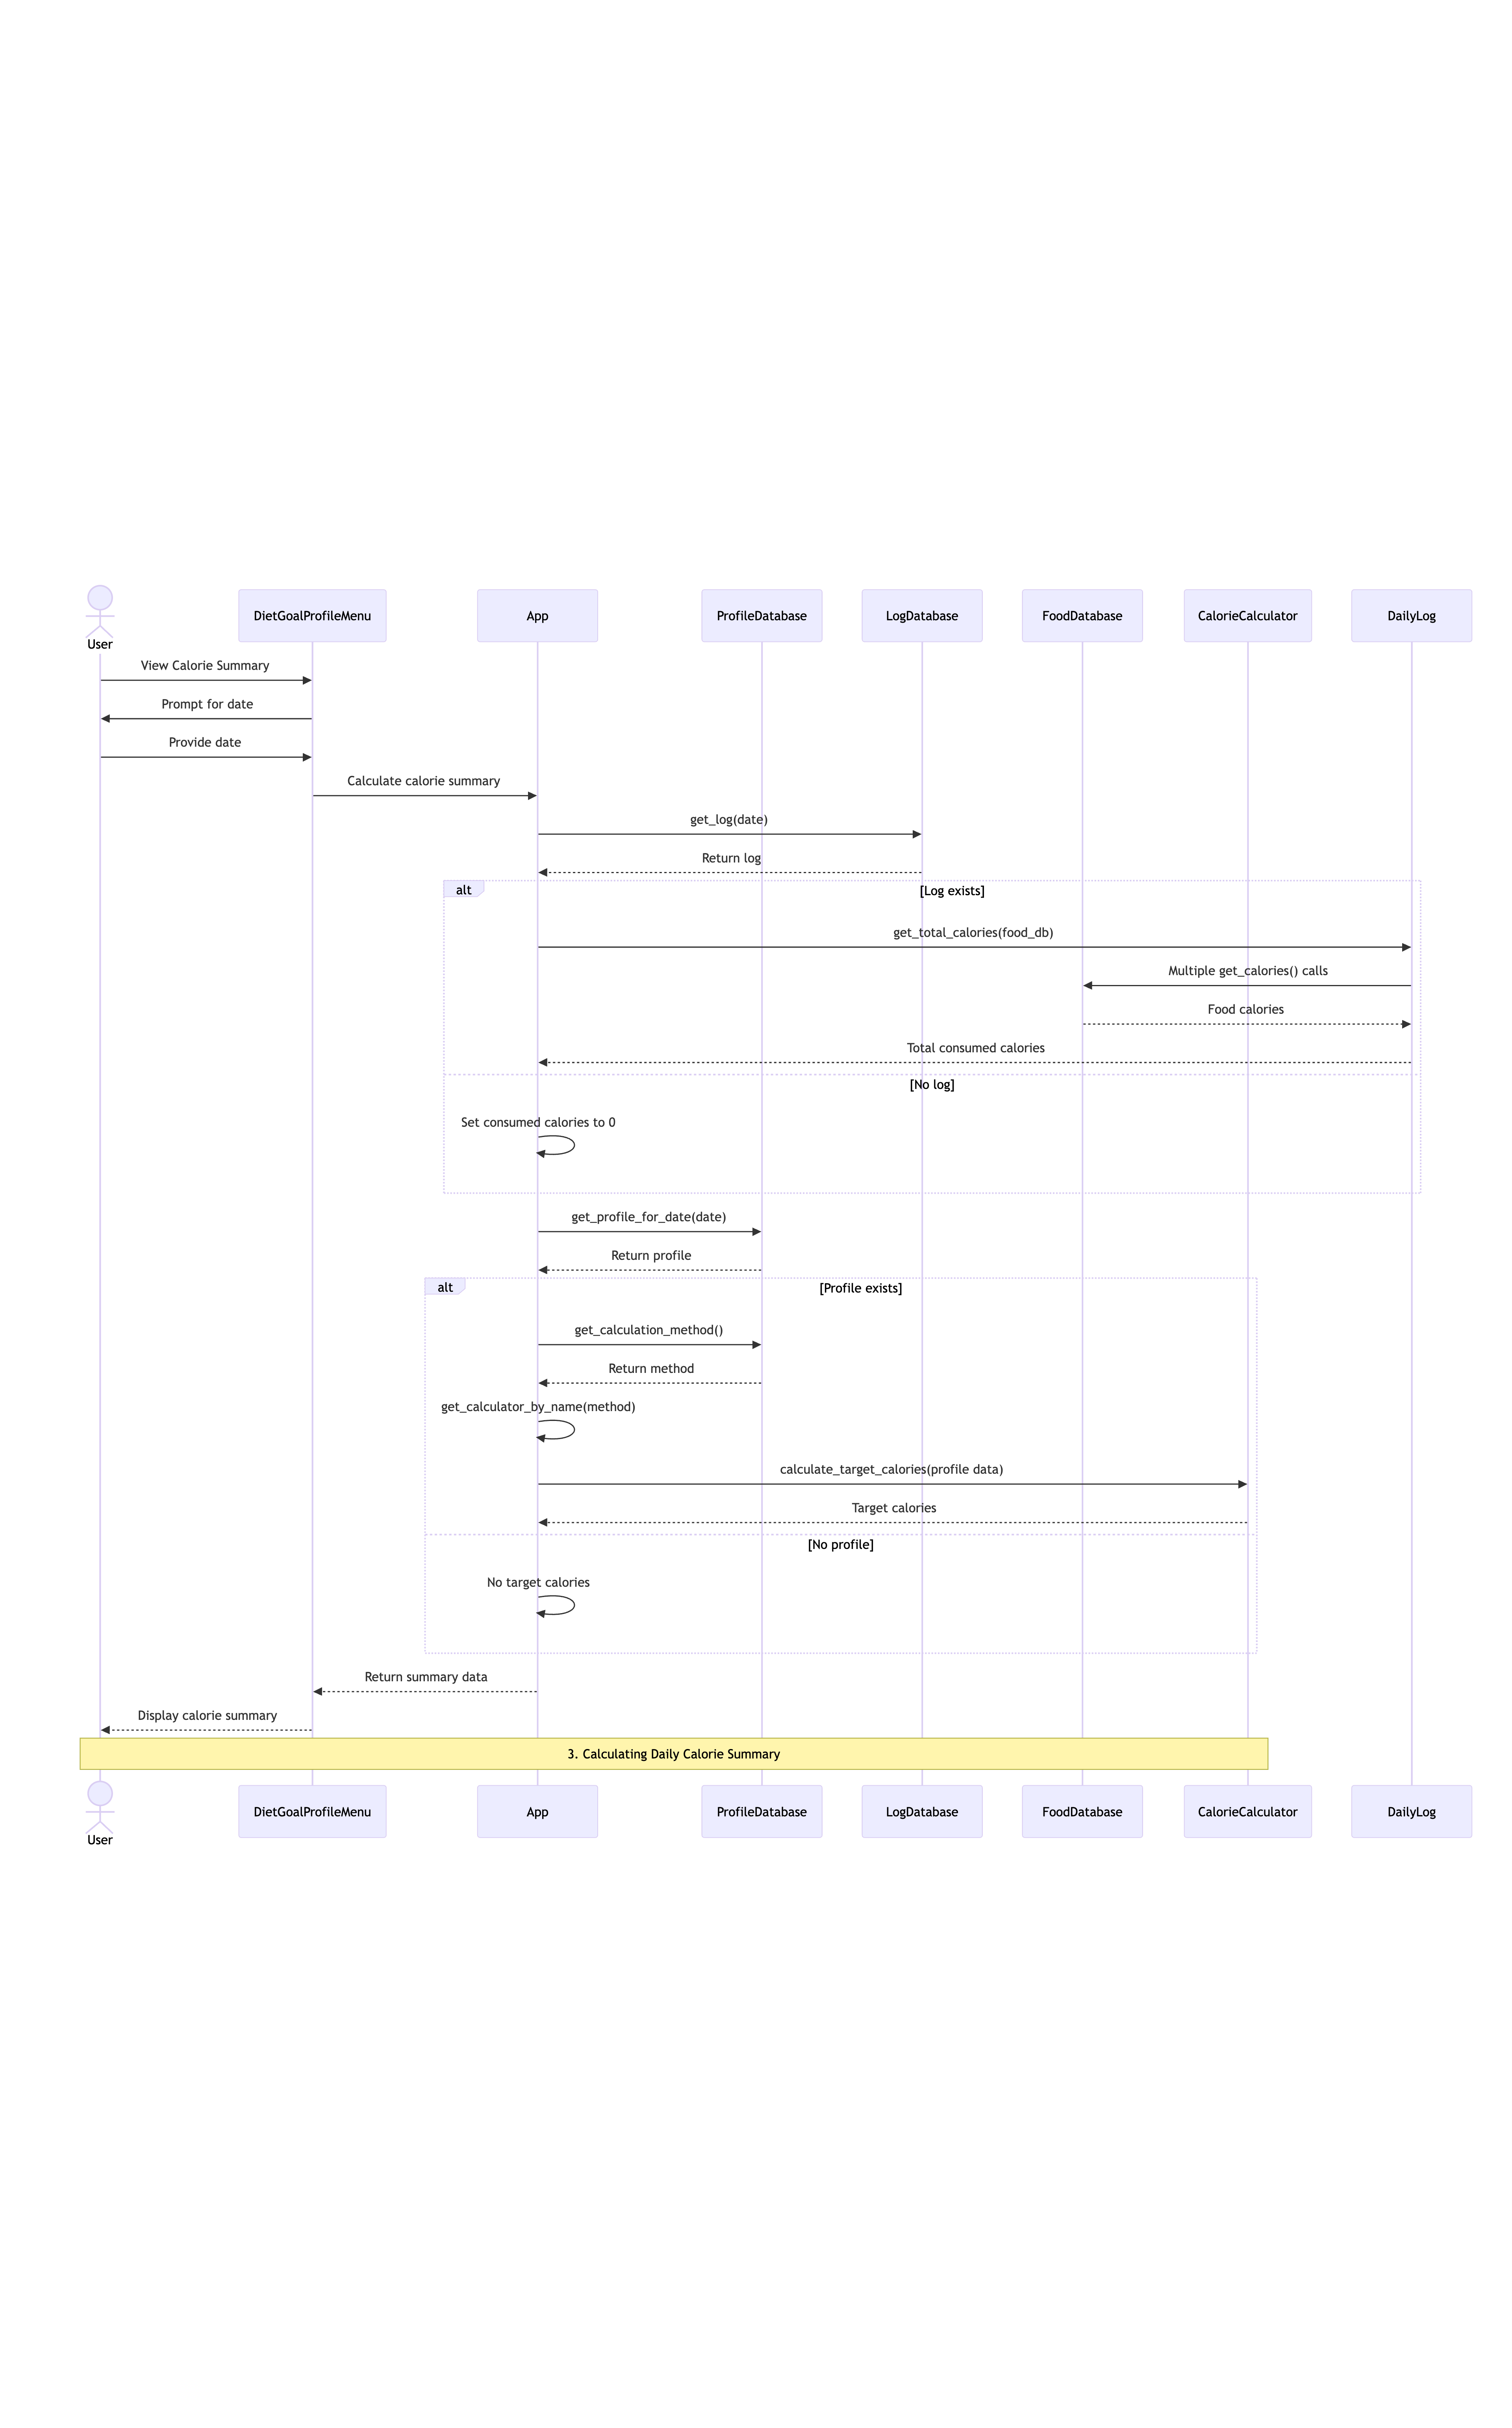 User
DietGoalProfileMenu
App
ProfileDatabase
LogDatabase
FoodDatabase
CalorieCalculator
DailyLog
View Calorie Summary
Prompt for date
Provide date
Calculate calorie summary
get_log(date)
Return log
alt
[Log exists]
get_total_calories(food_db)
Multiple get_calories() calls
Food calories
Total consumed calories
[No log]
Set consumed calories to 0
get_profile_for_date(date)
Return profile
alt
[Profile exists]
get_calculation_method()
Return method
get_calculator_by_name(method)
calculate_target_calories(profile data)
Target calories
[No profile]
No target calories
Return summary data
Display calorie summary
3. Calculating Daily Calorie Summary
User
DietGoalProfileMenu
App
ProfileDatabase
LogDatabase
FoodDatabase
CalorieCalculator
DailyLog